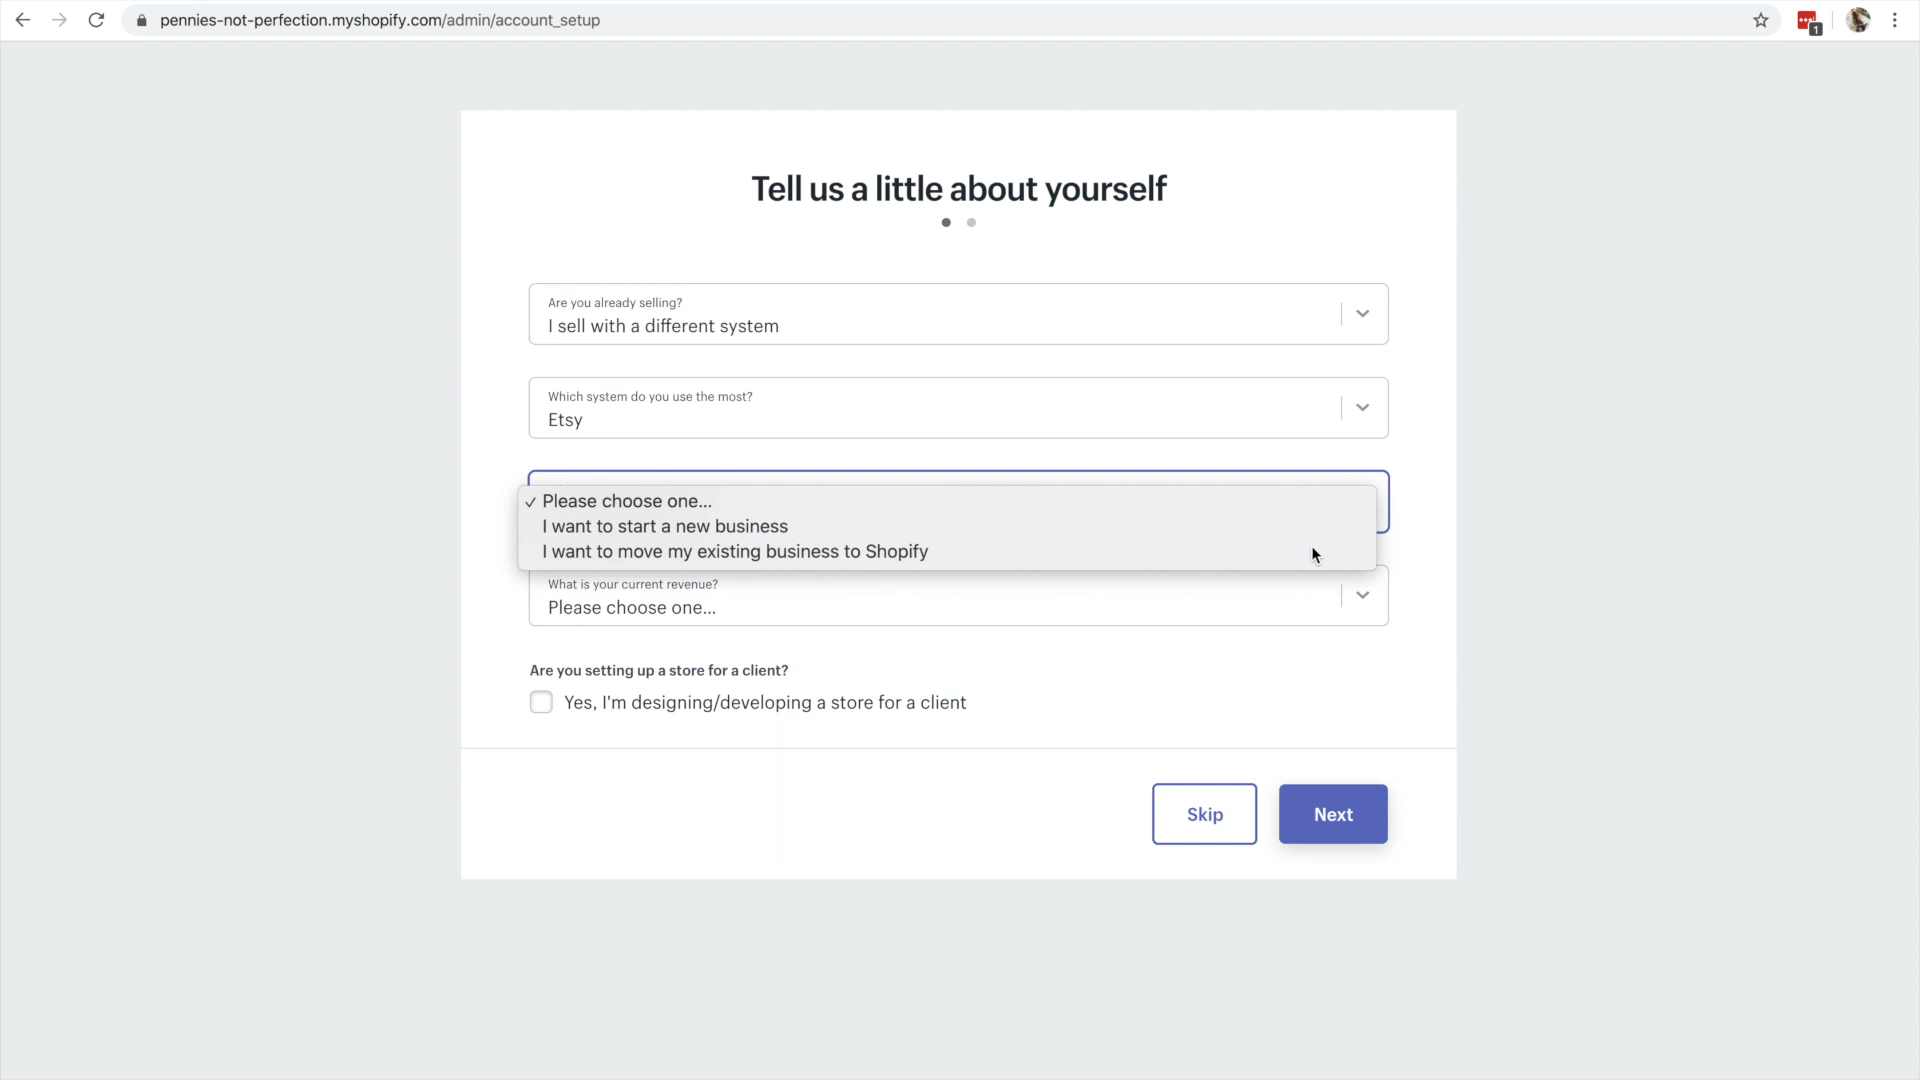 pennies-not-perfection.myshopify.com/admin/account_setup
1
Tell us a little about yourself
Are you already selling?
I sell with a different system
Which system do you use the most?
Etsy
✓ Please choose one...
I want to start a new business
I want to move my existing business to Shopify
What is your current revenue?
Please choose one...
Are you setting up a store for a client?
Yes, I'm designing/developing a store for a client
Skip
Next